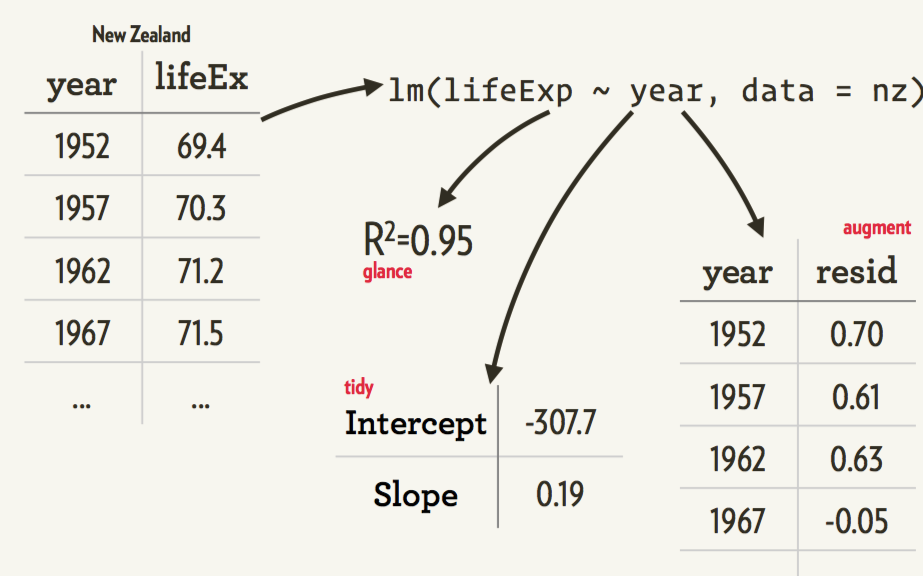 New Zealand
year lifeEx
1952 69.4
1957 70.3
1962 71.2
1967 71.5
... ...
lm(lifeExp ~ year, data = nz)
R²=0.95
glance
tidy
Intercept -307.7
Slope 0.19
augment
year resid
1952 0.70
1957 0.61
1962 0.63
1967 -0.05